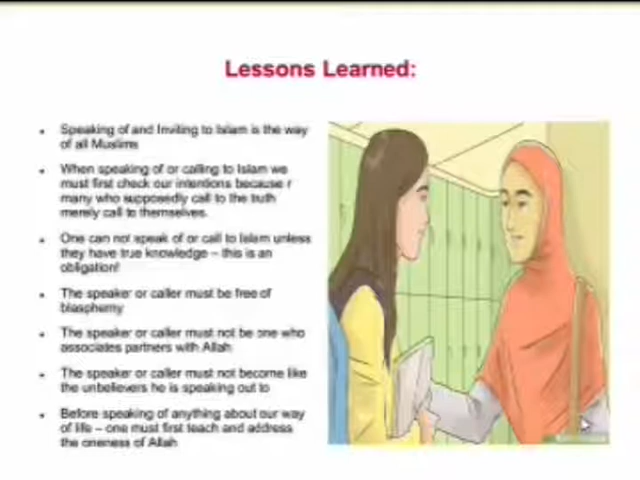 Lessons Learned:
Speaking of and Inviting to Islam is the way
of all Muslims
When speaking of or calling to Islam we
must first check our intentions because r
many who supposedly call to the truth
merely call to themselves.
One can not speak of or call to Islam unless
they have true knowledge – this is an
obligation!
The speaker or caller must be free of
blasphemy
The speaker or caller must not be one who
associates partners with Allah
The speaker or caller must not become like
the unbelievers he is speaking out to
Before speaking of anything about our way
of life – one must first teach and address
the oneness of Allah